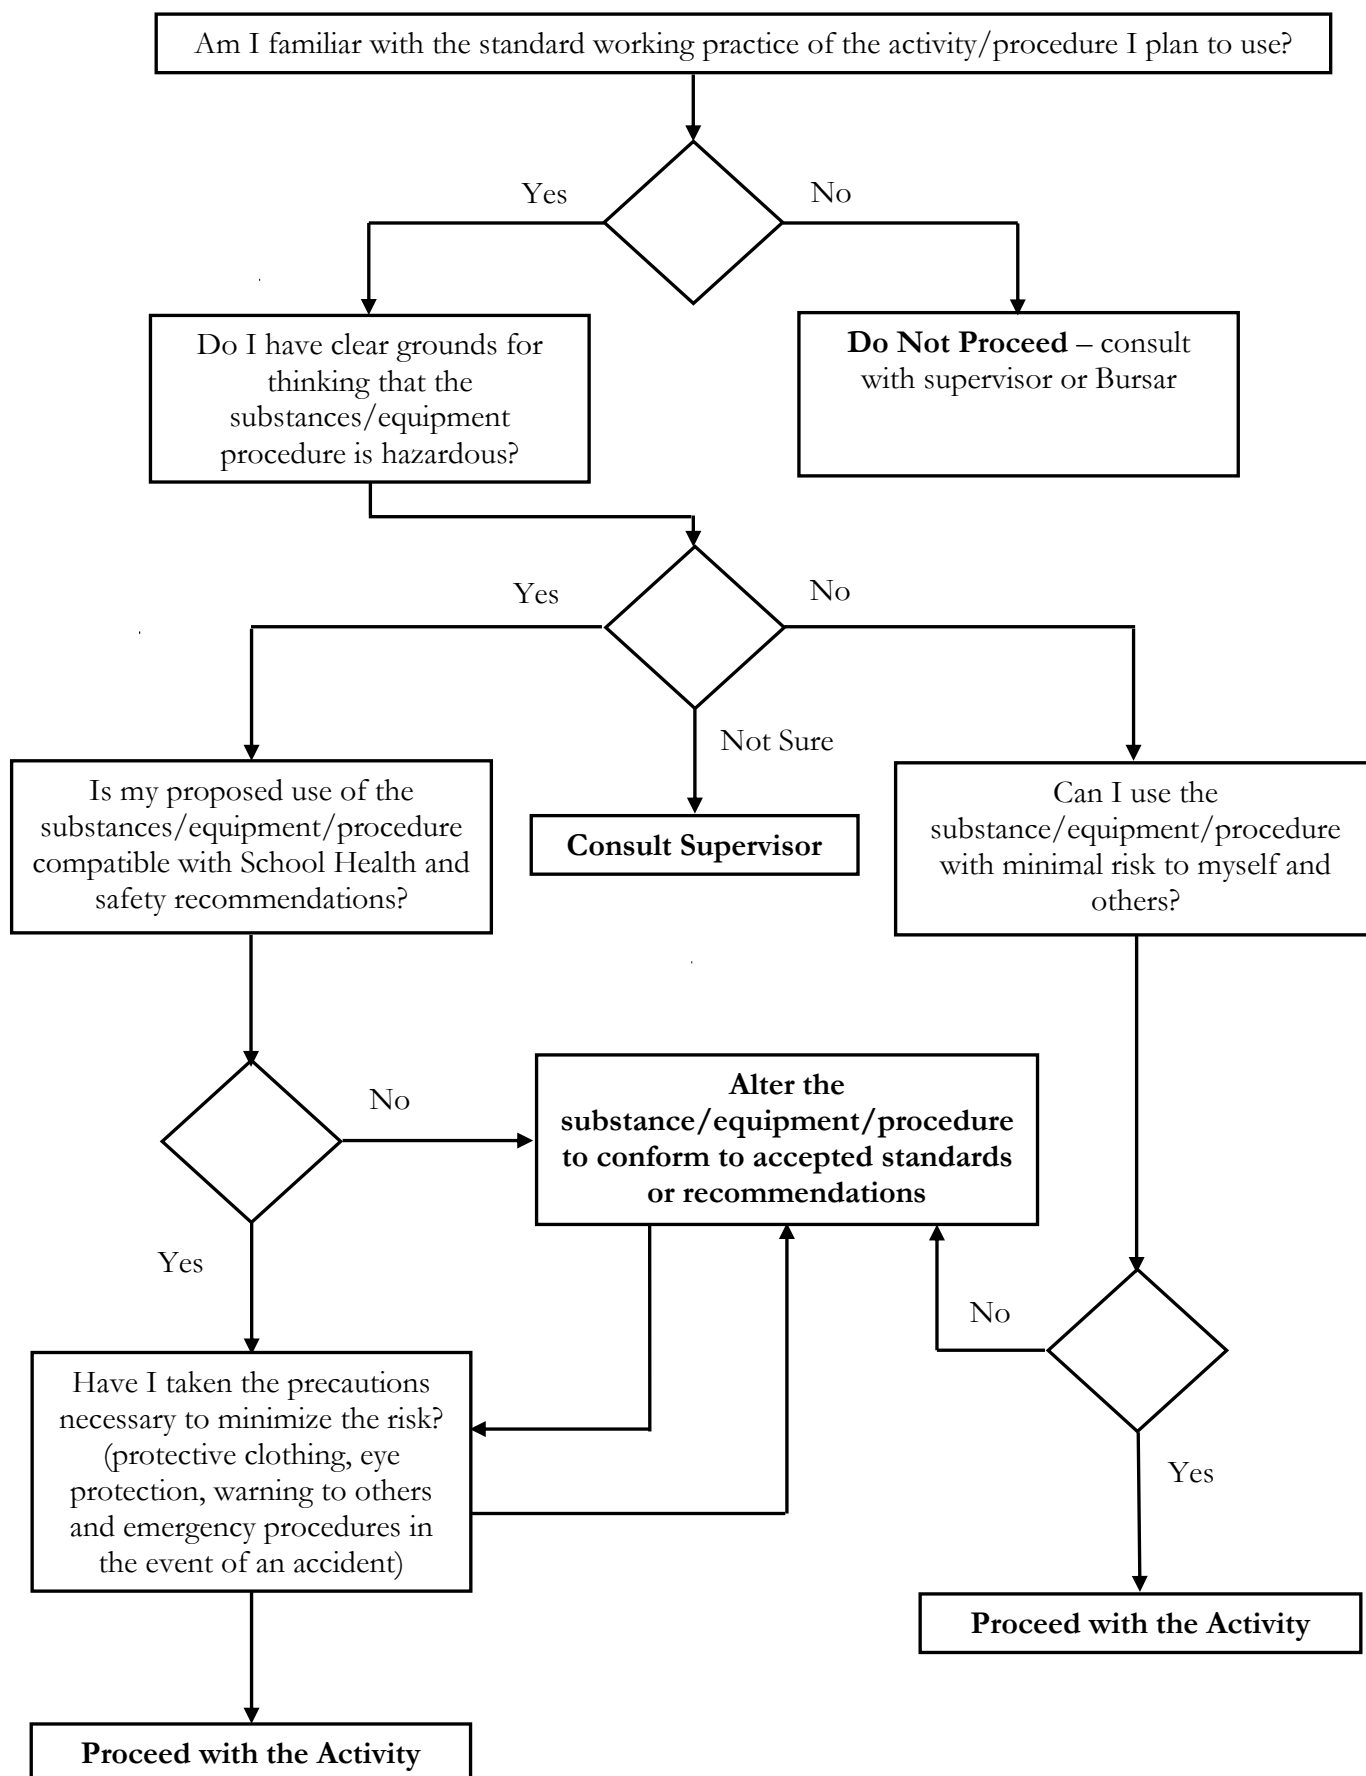 Am I familiar with the standard working practice of the activity/procedure I plan to use?
Yes
No
Do I have clear grounds for
thinking that the
substances/equipment
procedure is hazardous?
Do Not Proceed – consult
with supervisor or Bursar
Yes
No
Not Sure
Is my proposed use of the
substances/equipment/procedure
compatible with School Health and
safety recommendations?
Consult Supervisor
Can I use the
substance/equipment/procedure
with minimal risk to myself and
others?
No
Alter the
substance/equipment/procedure
to conform to accepted standards
or recommendations
Yes
No
Have I taken the precautions
necessary to minimize the risk?
(protective clothing, eye
protection, warning to others
and emergency procedures in
the event of an accident)
Yes
Proceed with the Activity
Proceed with the Activity